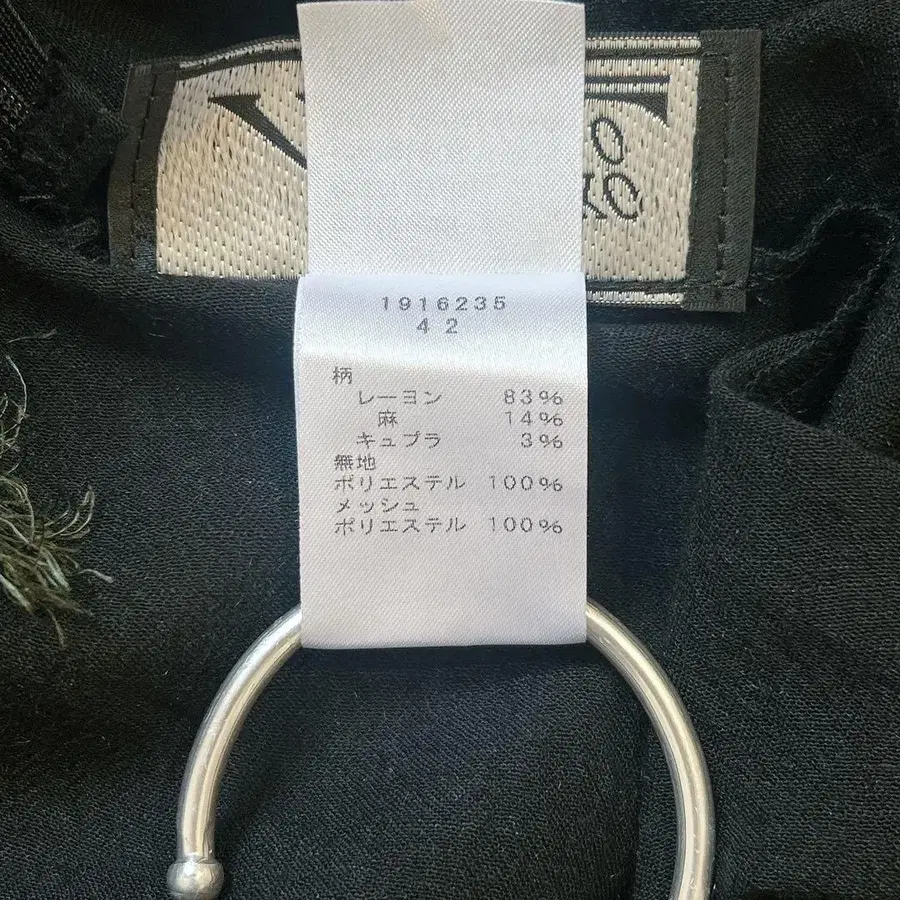 1916235
42
柄
レーヨン 83%
麻 14%
キュプラ 3%
無地
ポリエステル 100%
メッシュ
ポリエステル 100%